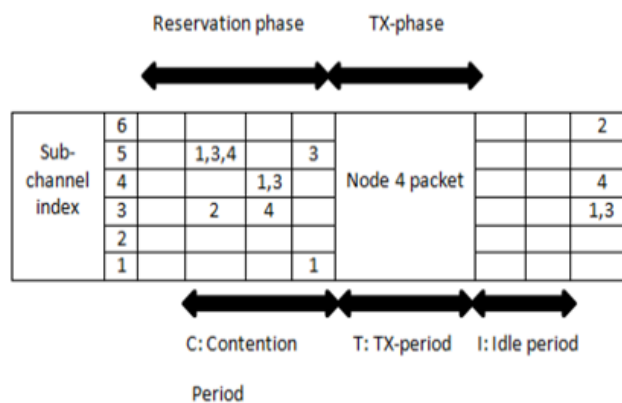 Reservation phase TX-phase
6 2
5 1,3,4 3
Sub-
channel
index
4 1,3 Node 4 packet 4
3 2 4 1,3
2
1 1
C: Contention T: TX-period I: Idle period
Period